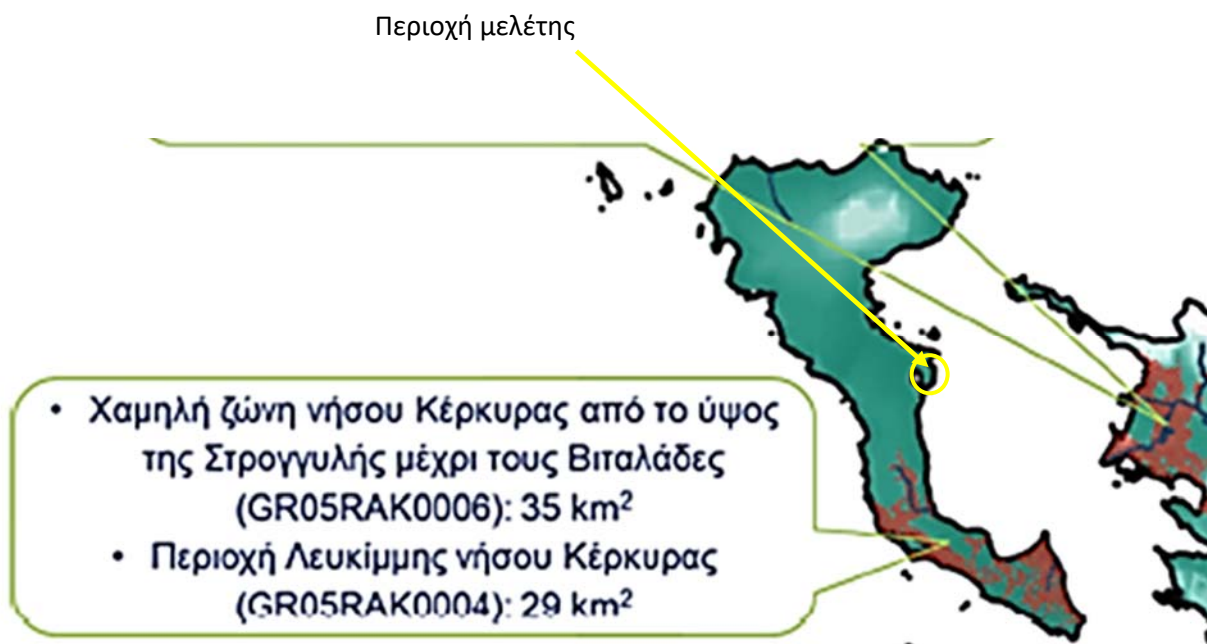 Περιοχή μελέτης
• Χαμηλή ζώνη νήσου Κέρκυρας από το ύψος
της Στρογγυλής μέχρι τους Βιταλάδες
(GR05RAK0006): 35 km²
• Περιοχή Λευκίμμης νήσου Κέρκυρας
(GR05RAK0004): 29 km²